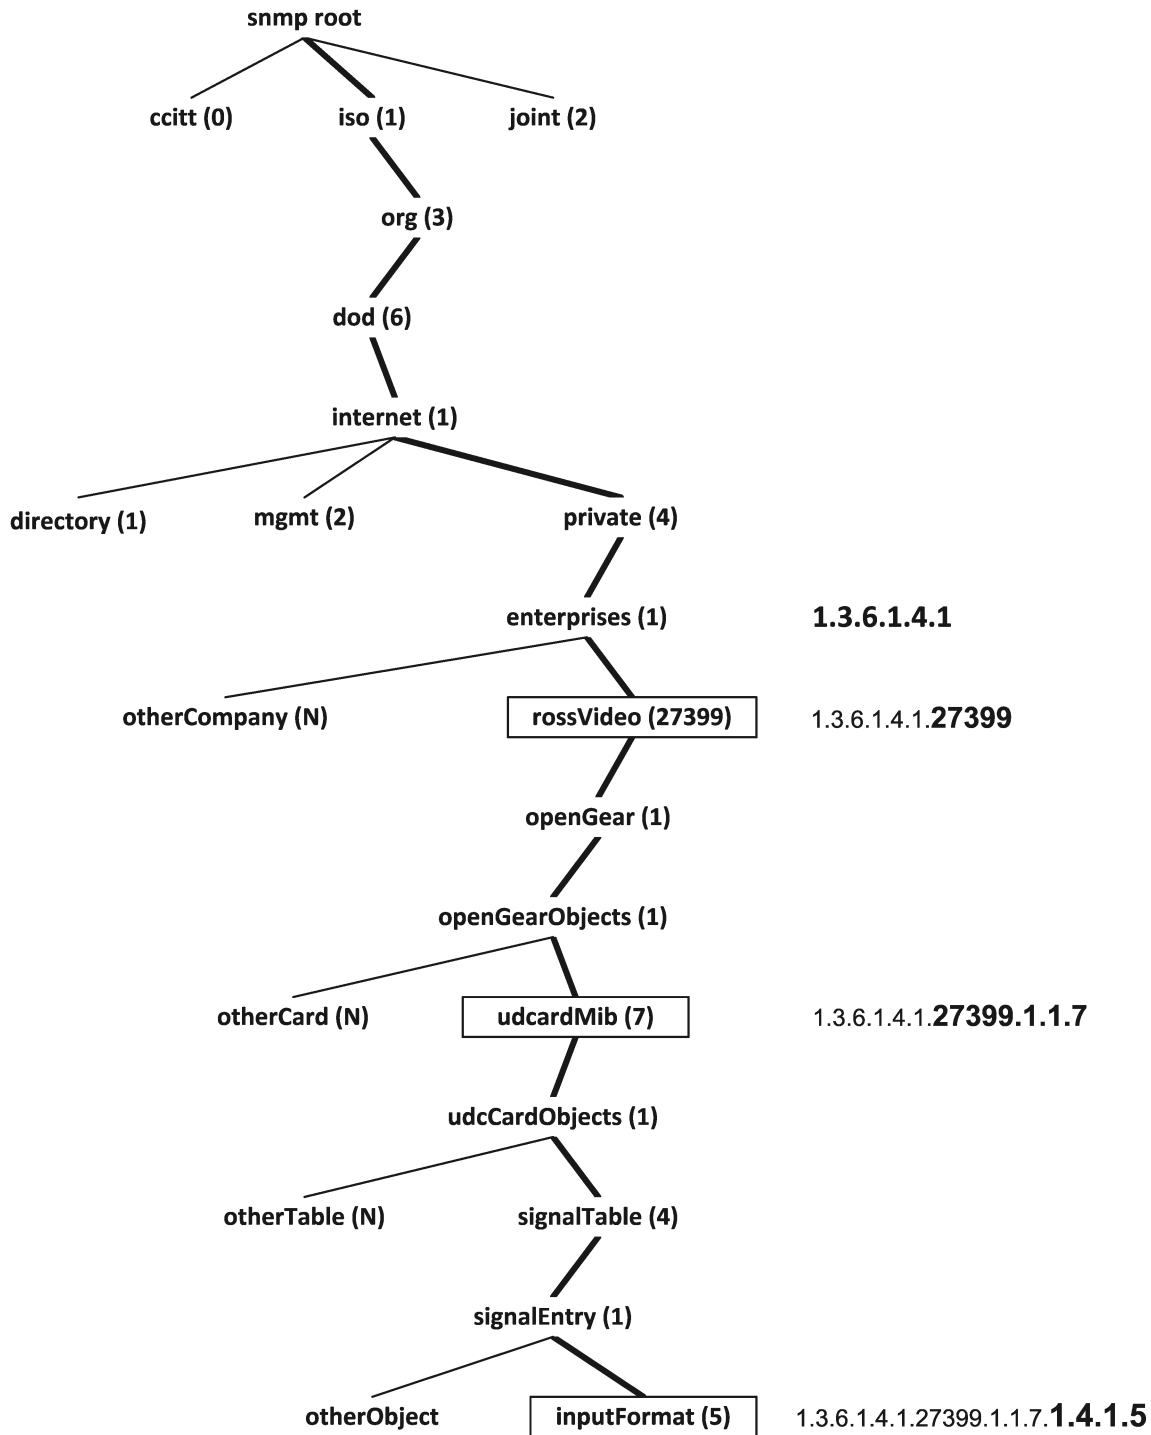 snmp root
ccitt (0) iso (1) joint (2)
org (3)
dod (6)
internet (1)
directory (1) mgmt (2) private (4)
enterprises (1) 1.3.6.1.4.1
otherCompany (N) rossVideo (27399) 1.3.6.1.4.1.27399
openGear (1)
openGearObjects (1)
otherCard (N) udcardMib (7) 1.3.6.1.4.1.27399.1.1.7
udcCardObjects (1)
otherTable (N) signalTable (4)
signalEntry (1)
otherObject inputFormat (5) 1.3.6.1.4.1.27399.1.1.7.1.4.1.5